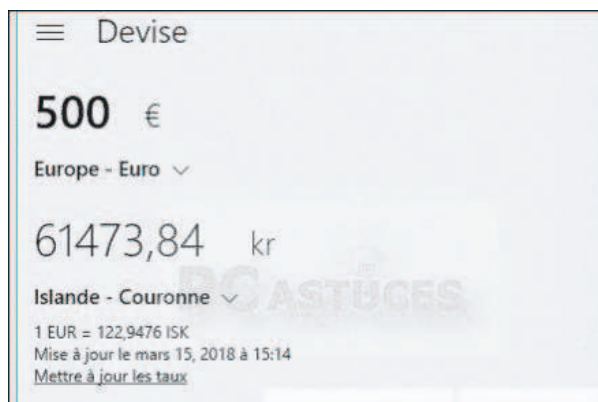 Devise
500 €
Europe - Euro
61473,84 kr
PC ASTUCES
Islande - Couronne
1 EUR = 122,9476 ISK
Mise à jour le mars 15, 2018 à 15:14
Mettre à jour les taux